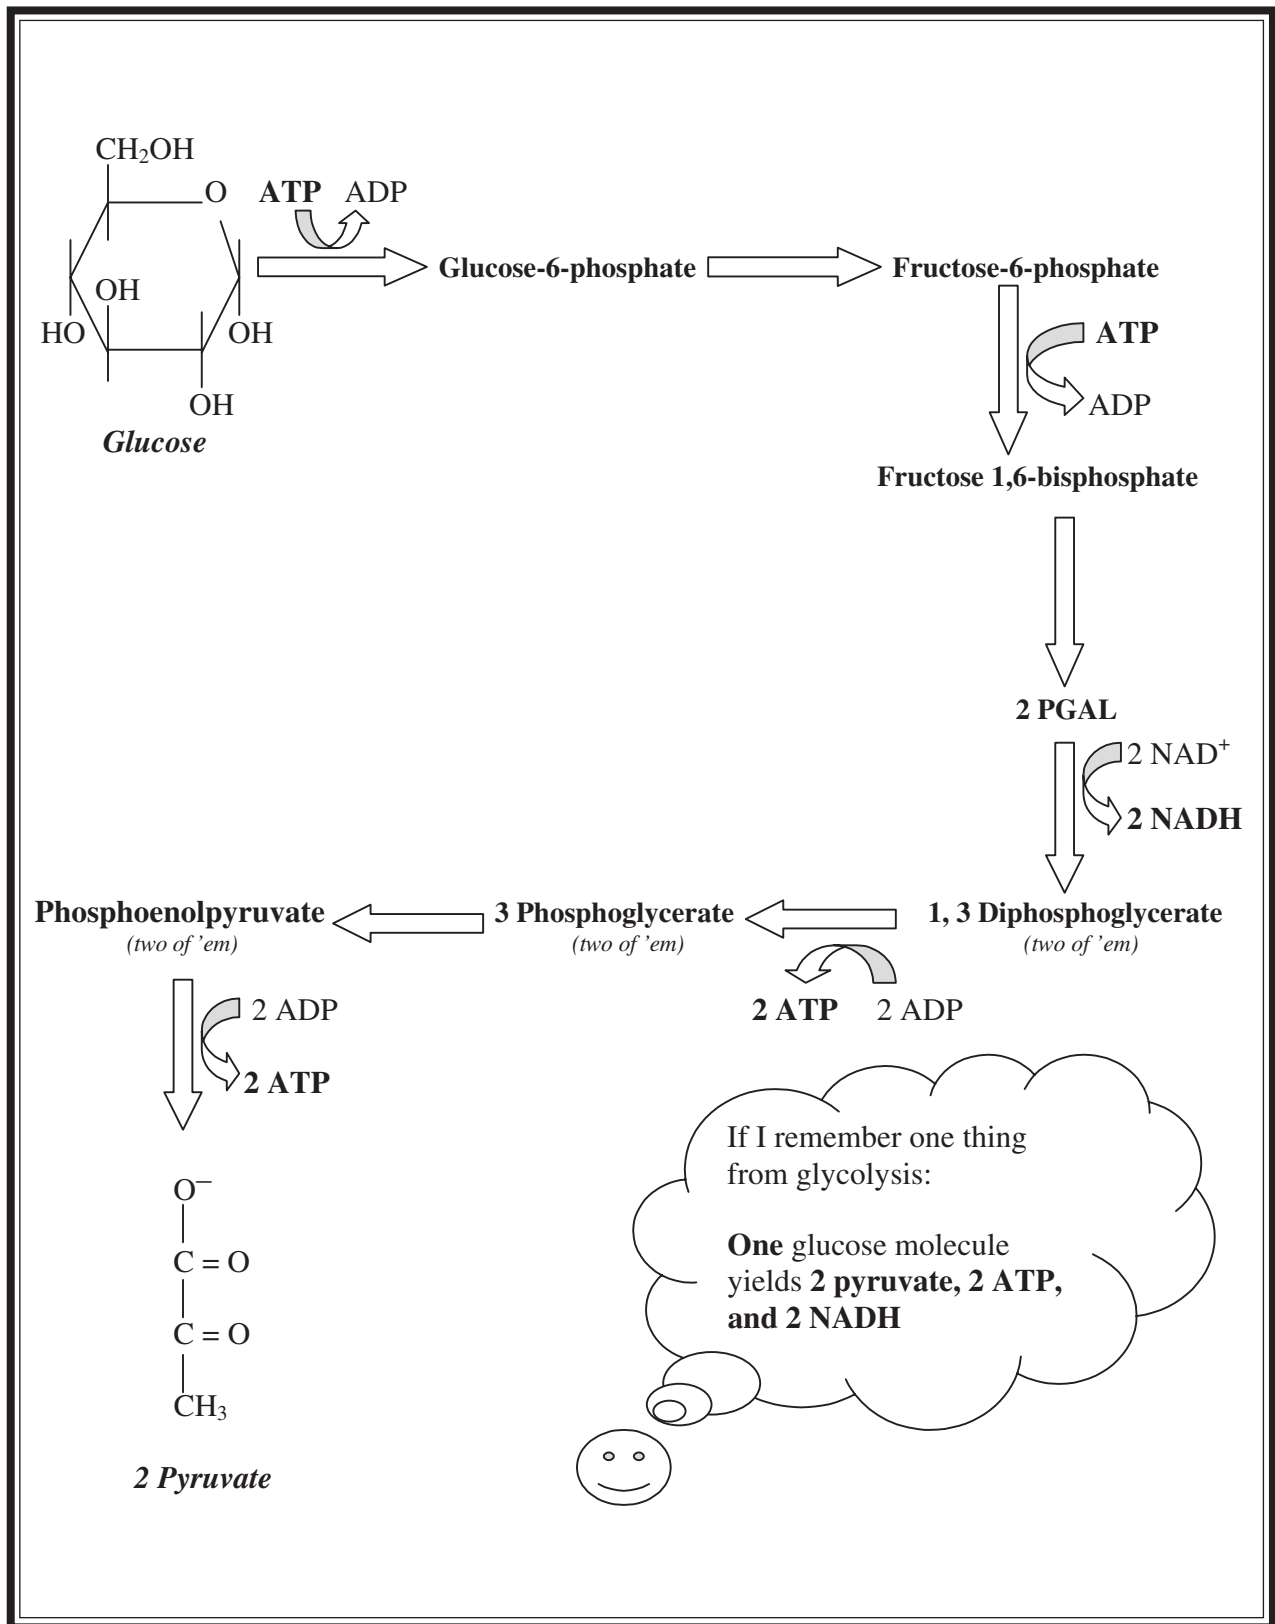 CH₂OH
O
ATP ADP
OH
HO
OH
OH
Glucose
Glucose-6-phosphate
Fructose-6-phosphate
ATP
ADP
Fructose 1,6-bisphosphate
2 PGAL
2 NAD⁺
2 NADH
1, 3 Diphosphoglycerate
(two of ’em)
2 ATP 2 ADP
3 Phosphoglycerate
(two of ’em)
Phosphoenolpyruvate
(two of ’em)
2 ADP
2 ATP
O⁻
C = O
C = O
CH₃
2 Pyruvate
If I remember one thing
from glycolysis:
One glucose molecule
yields 2 pyruvate, 2 ATP,
and 2 NADH